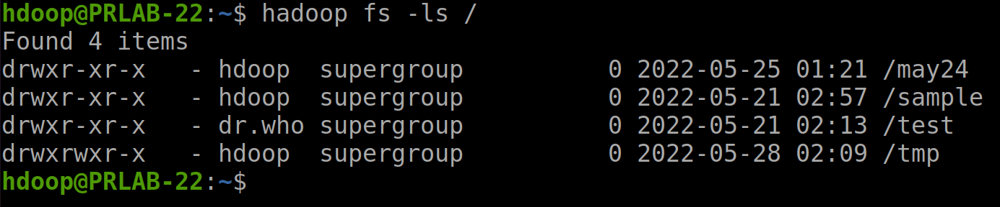 hdoop@PRLAB-22:~$ hadoop fs -ls /
Found 4 items
drwxr-xr-x   - hdoop  supergroup          0 2022-05-25 01:21 /may24
drwxr-xr-x   - hdoop  supergroup          0 2022-05-21 02:57 /sample
drwxr-xr-x   - dr.who supergroup          0 2022-05-21 02:13 /test
drwxrwxr-x   - hdoop  supergroup          0 2022-05-28 02:09 /tmp
hdoop@PRLAB-22:~$